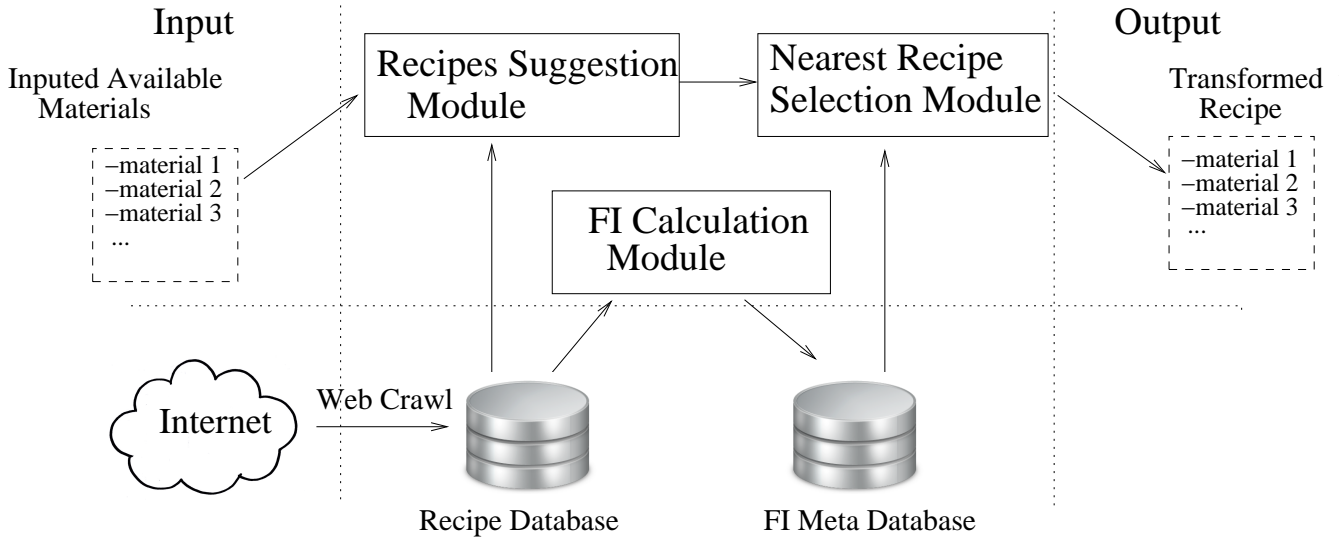 Input
Output
Inputed Available
Materials
–material 1
–material 2
–material 3
...
Recipes Suggestion
Module
Nearest Recipe
Selection Module
FI Calculation
Module
Transformed
Recipe
–material 1
–material 2
–material 3
...
Internet
Web Crawl
Recipe Database
FI Meta Database